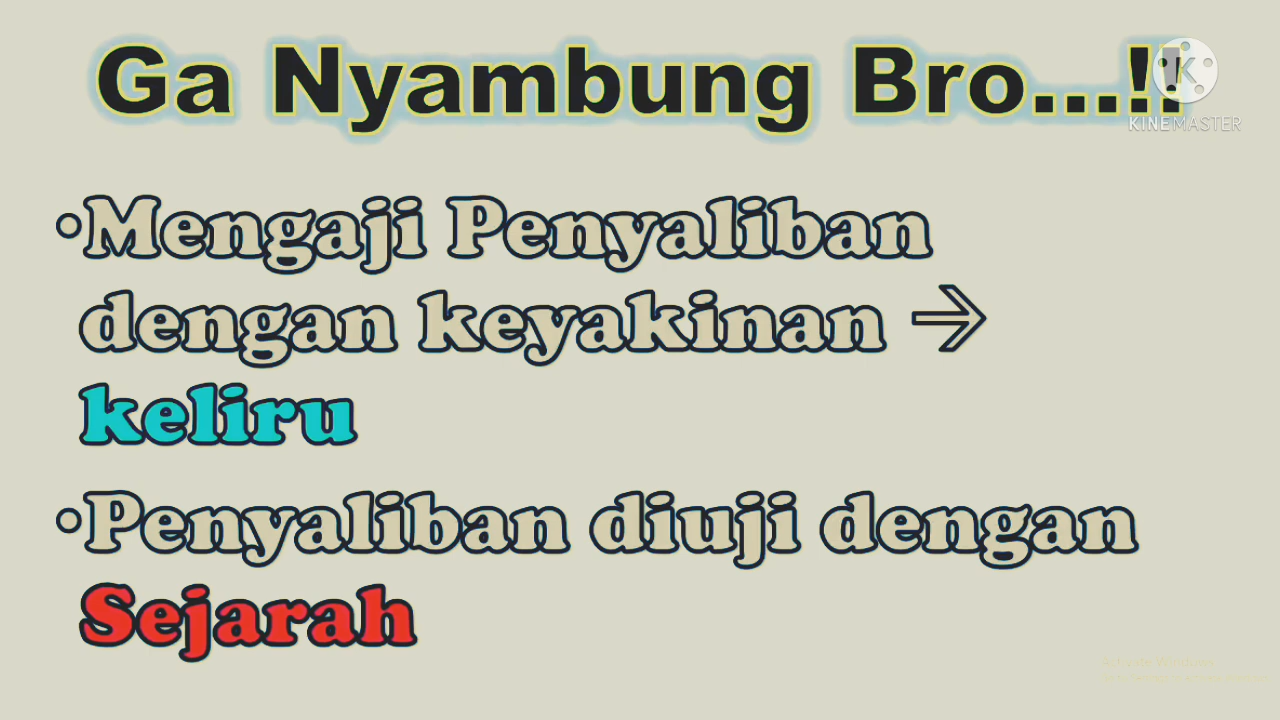 Ga Nyambung Bro...!!
KINEMASTER
•Mengaji Penyaliban
dengan keyakinan →
keliru
•Penyaliban diuji dengan
Sejarah